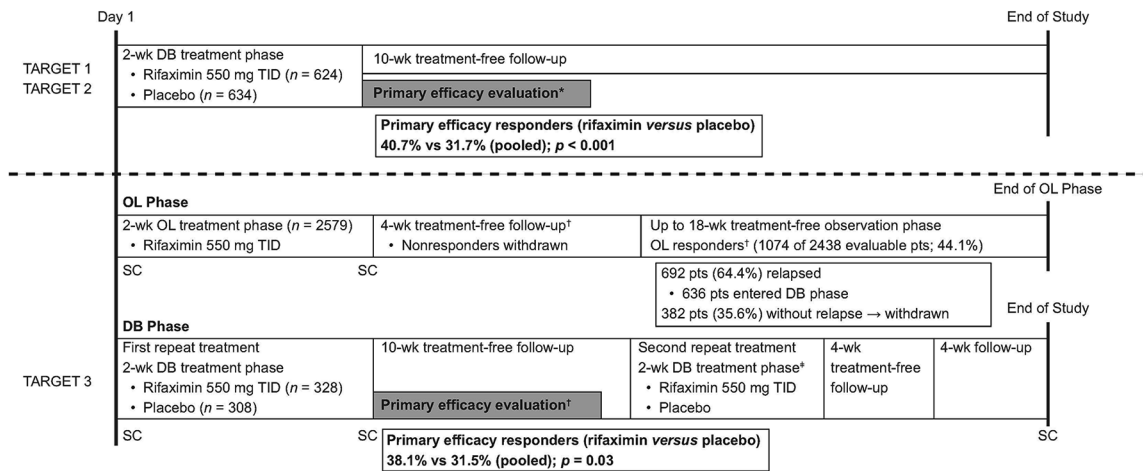 Day 1
End of Study
TARGET 1
TARGET 2
2-wk DB treatment phase
• Rifaximin 550 mg TID (n = 624)
• Placebo (n = 634)
10-wk treatment-free follow-up
Primary efficacy evaluation*
Primary efficacy responders (rifaximin versus placebo)
40.7% vs 31.7% (pooled); p < 0.001
End of OL Phase
OL Phase
2-wk OL treatment phase (n = 2579)
• Rifaximin 550 mg TID
4-wk treatment-free follow-up†
• Nonresponders withdrawn
Up to 18-wk treatment-free observation phase
OL responders† (1074 of 2438 evaluable pts; 44.1%)
SC
SC
692 pts (64.4%) relapsed
• 636 pts entered DB phase
382 pts (35.6%) without relapse → withdrawn
End of Study
DB Phase
TARGET 3
First repeat treatment
2-wk DB treatment phase
• Rifaximin 550 mg TID (n = 328)
• Placebo (n = 308)
10-wk treatment-free follow-up
Primary efficacy evaluation†
Second repeat treatment
2-wk DB treatment phase‡
• Rifaximin 550 mg TID
• Placebo
4-wk
treatment-free
follow-up
4-wk follow-up
SC
SC
SC
Primary efficacy responders (rifaximin versus placebo)
38.1% vs 31.5% (pooled); p = 0.03